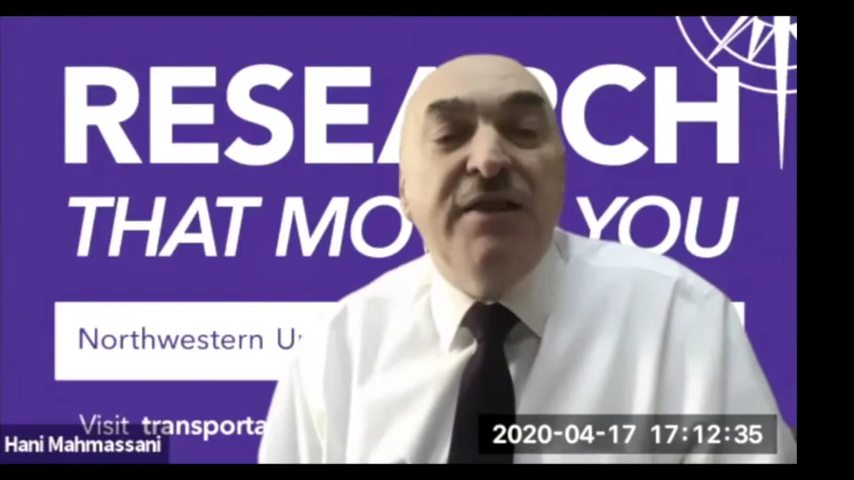 RESEA CH
THAT MO YOU
Northwestern
Visit transporta
Hani Mahmassani
2020-04-17 17:12:35